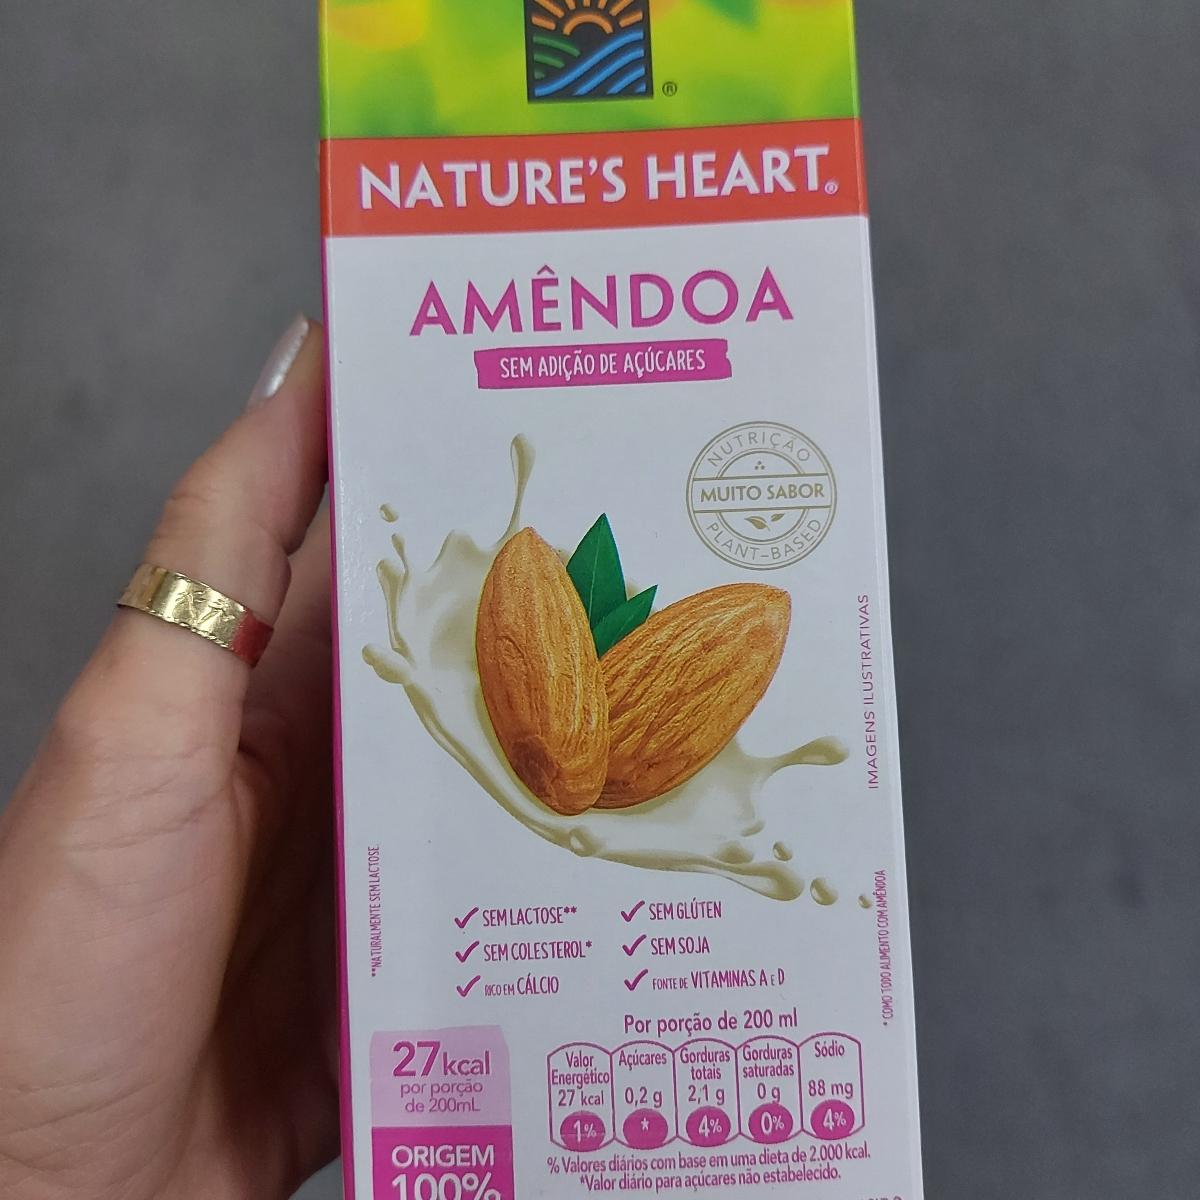 ®
NATURE'S HEART®
AMÊNDOA
SEM ADIÇÃO DE AÇÚCARES
NUTRIÇÃO
MUITO SABOR
PLANT-BASED
IMAGENS ILUSTRATIVAS
**NATURALMENTE SEM LACTOSE.
* COMO TODO ALIMENTO COM AMÊNDOA
SEM LACTOSE**
SEM GLÚTEN
SEM COLESTEROL*
SEM SOJA
RICO EM CÁLCIO
FONTE DE VITAMINAS A E D
27kcal
por porção
de 200mL
ORIGEM
100%
Por porção de 200 ml
Valor
Energético
27 kcal
1%
Açúcares
0,2 g
*
Gorduras
totais
2,1 g
4%
Gorduras
saturadas
0 g
0%
Sódio
88 mg
4%
% Valores diários com base em uma dieta de 2.000 kcal.
*Valor diário para açúcares não estabelecido.